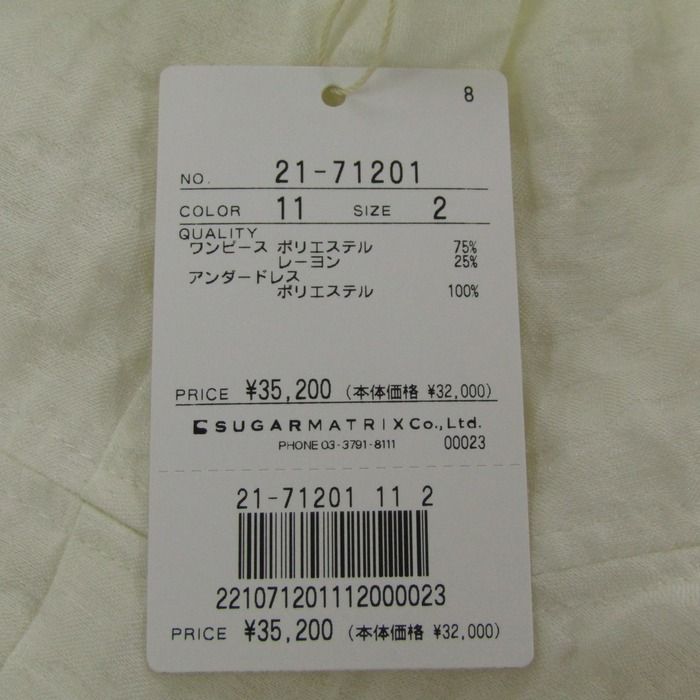 8
NO. 21-71201
COLOR 11 SIZE 2
QUALITY
ワンピース ポリエステル 75%
レーヨン 25%
アンダードレス
ポリエステル 100%
PRICE ¥35,200 (本体価格 ¥32,000)
SUGARMATRIX Co., Ltd.
PHONE 03-3791-8111 00023
21-71201 11 2
221071201112000023
PRICE ¥35,200 (本体価格 ¥32,000)